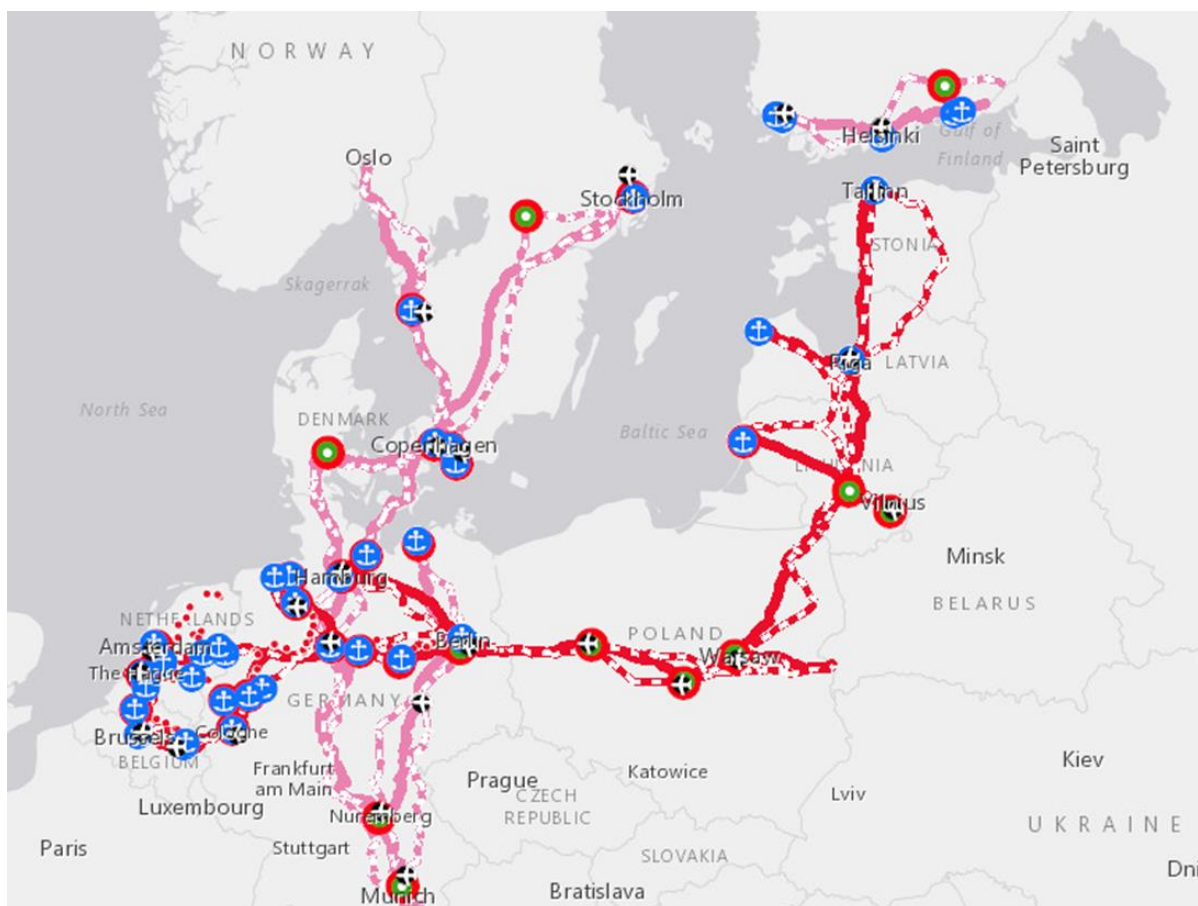 NORWAY
Oslo
Stockholm
Helsinki
Gulf of
Finland
Saint
Petersburg
Tallinn
STONIA
Skagerrak
North Sea
DENMARK
Copenhagen
Baltic Sea
Riga
LATVIA
LITHUANIA
Vilnius
Minsk
BELARUS
Hamburg
NETHERLANDS
Amsterdam
The Hague
Berlin
POLAND
Warsaw
GERMANY
Brussels
Cologne
BELGIUM
Luxembourg
Frankfurt
am Main
Prague
CZECH
REPUBLIC
Katowice
Lviv
Kiev
UKRAINE
Nuremberg
Paris
Stuttgart
SLOVAKIA
Munich
Bratislava
Dni